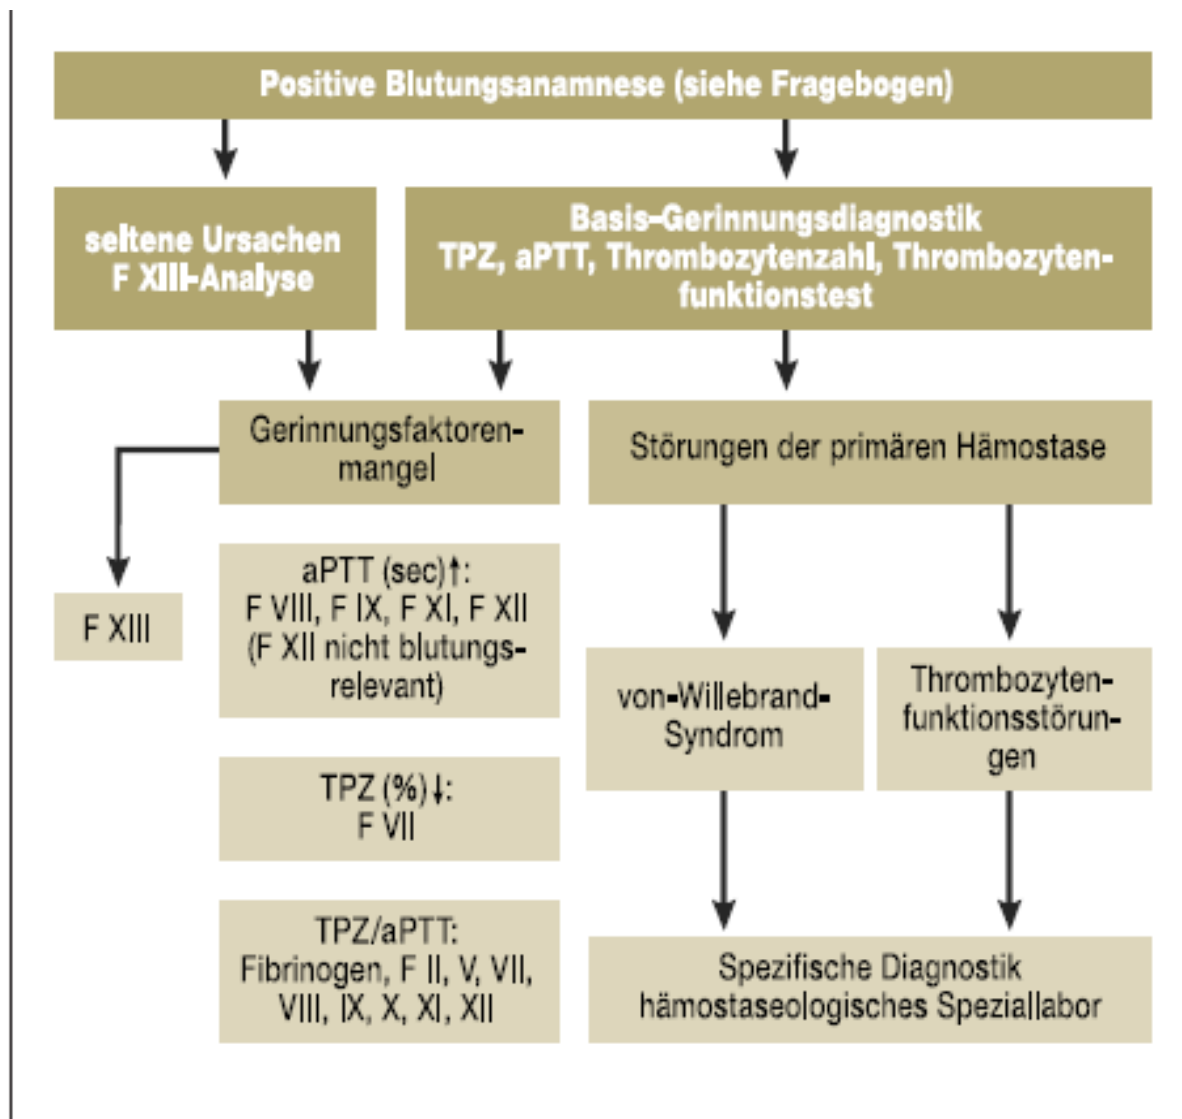 Positive Blutungsanamnese (siehe Fragebogen)
seltene Ursachen
F XIII-Analyse
Basis-Gerinnungsdiagnostik
TPZ, aPTT, Thrombozytenzahl, Thrombozyten-
funktionstest
Gerinnungsfaktoren-
mangel
Störungen der primären Hämostase
F XIII
aPTT (sec)↑:
F VIII, F IX, F XI, F XII
(F XII nicht blutungs-
relevant)
von-Willebrand-
Syndrom
Thrombozyten-
funktionsstörun-
gen
TPZ (%)↓:
F VII
TPZ/aPTT:
Fibrinogen, F II, V, VII,
VIII, IX, X, XI, XII
Spezifische Diagnostik
hämostaseologisches Speziallabor